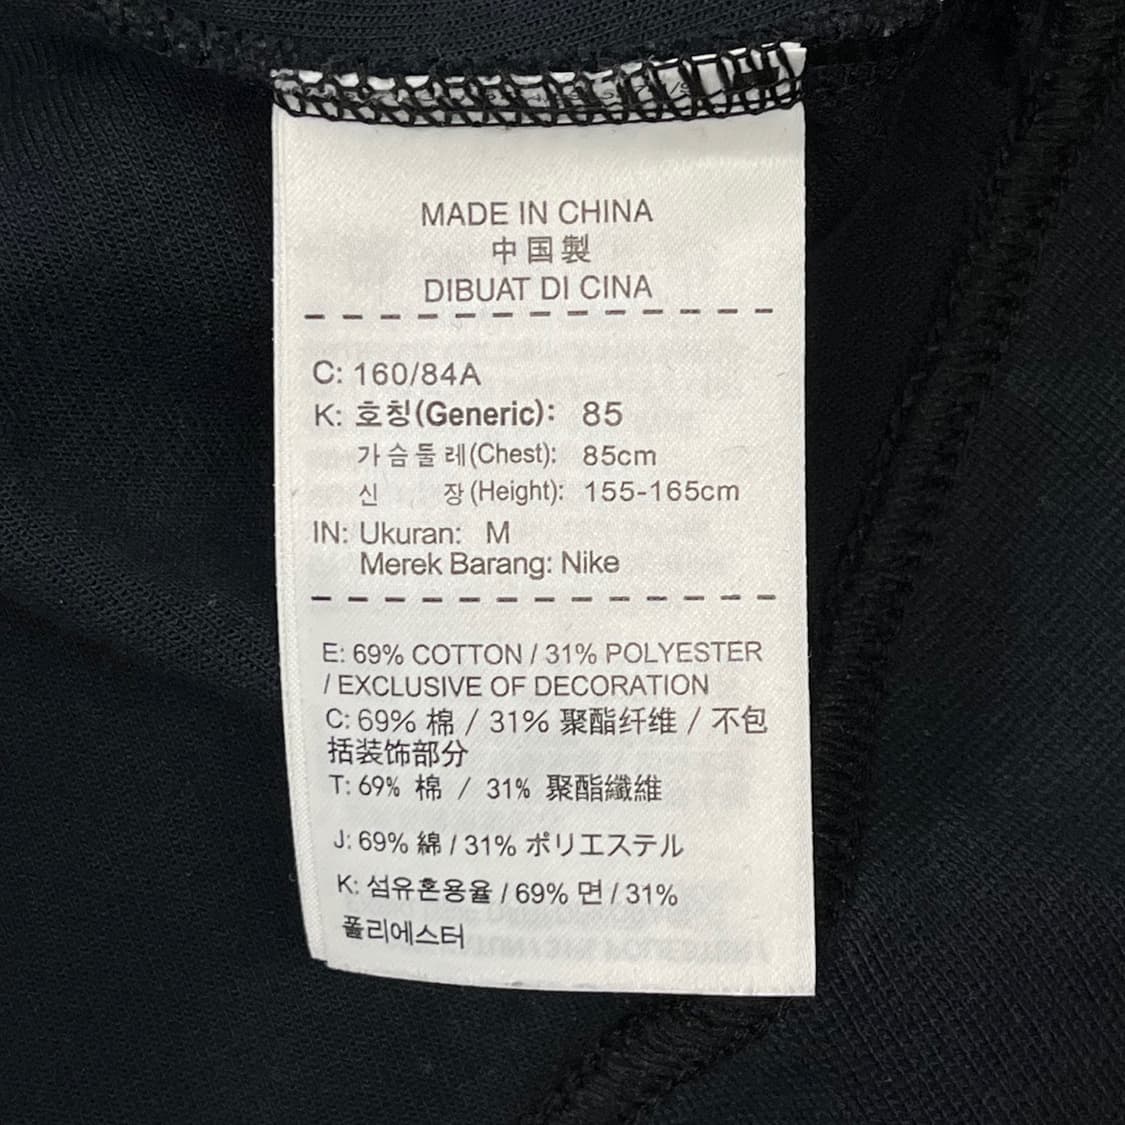 MADE IN CHINA
中国製
DIBUAT DI CINA
C: 160/84A
K: 호칭(Generic): 85
가슴둘레(Chest): 85cm
신 장(Height): 155-165cm
IN: Ukuran: M
Merek Barang: Nike
E: 69% COTTON / 31% POLYESTER
/ EXCLUSIVE OF DECORATION
C: 69% 棉 / 31% 聚酯纤维 / 不包
括装饰部分
T: 69% 棉 / 31% 聚酯纖維
J: 69% 綿 / 31% ポリエステル
K: 섬유혼용율 / 69% 면 / 31%
폴리에스터